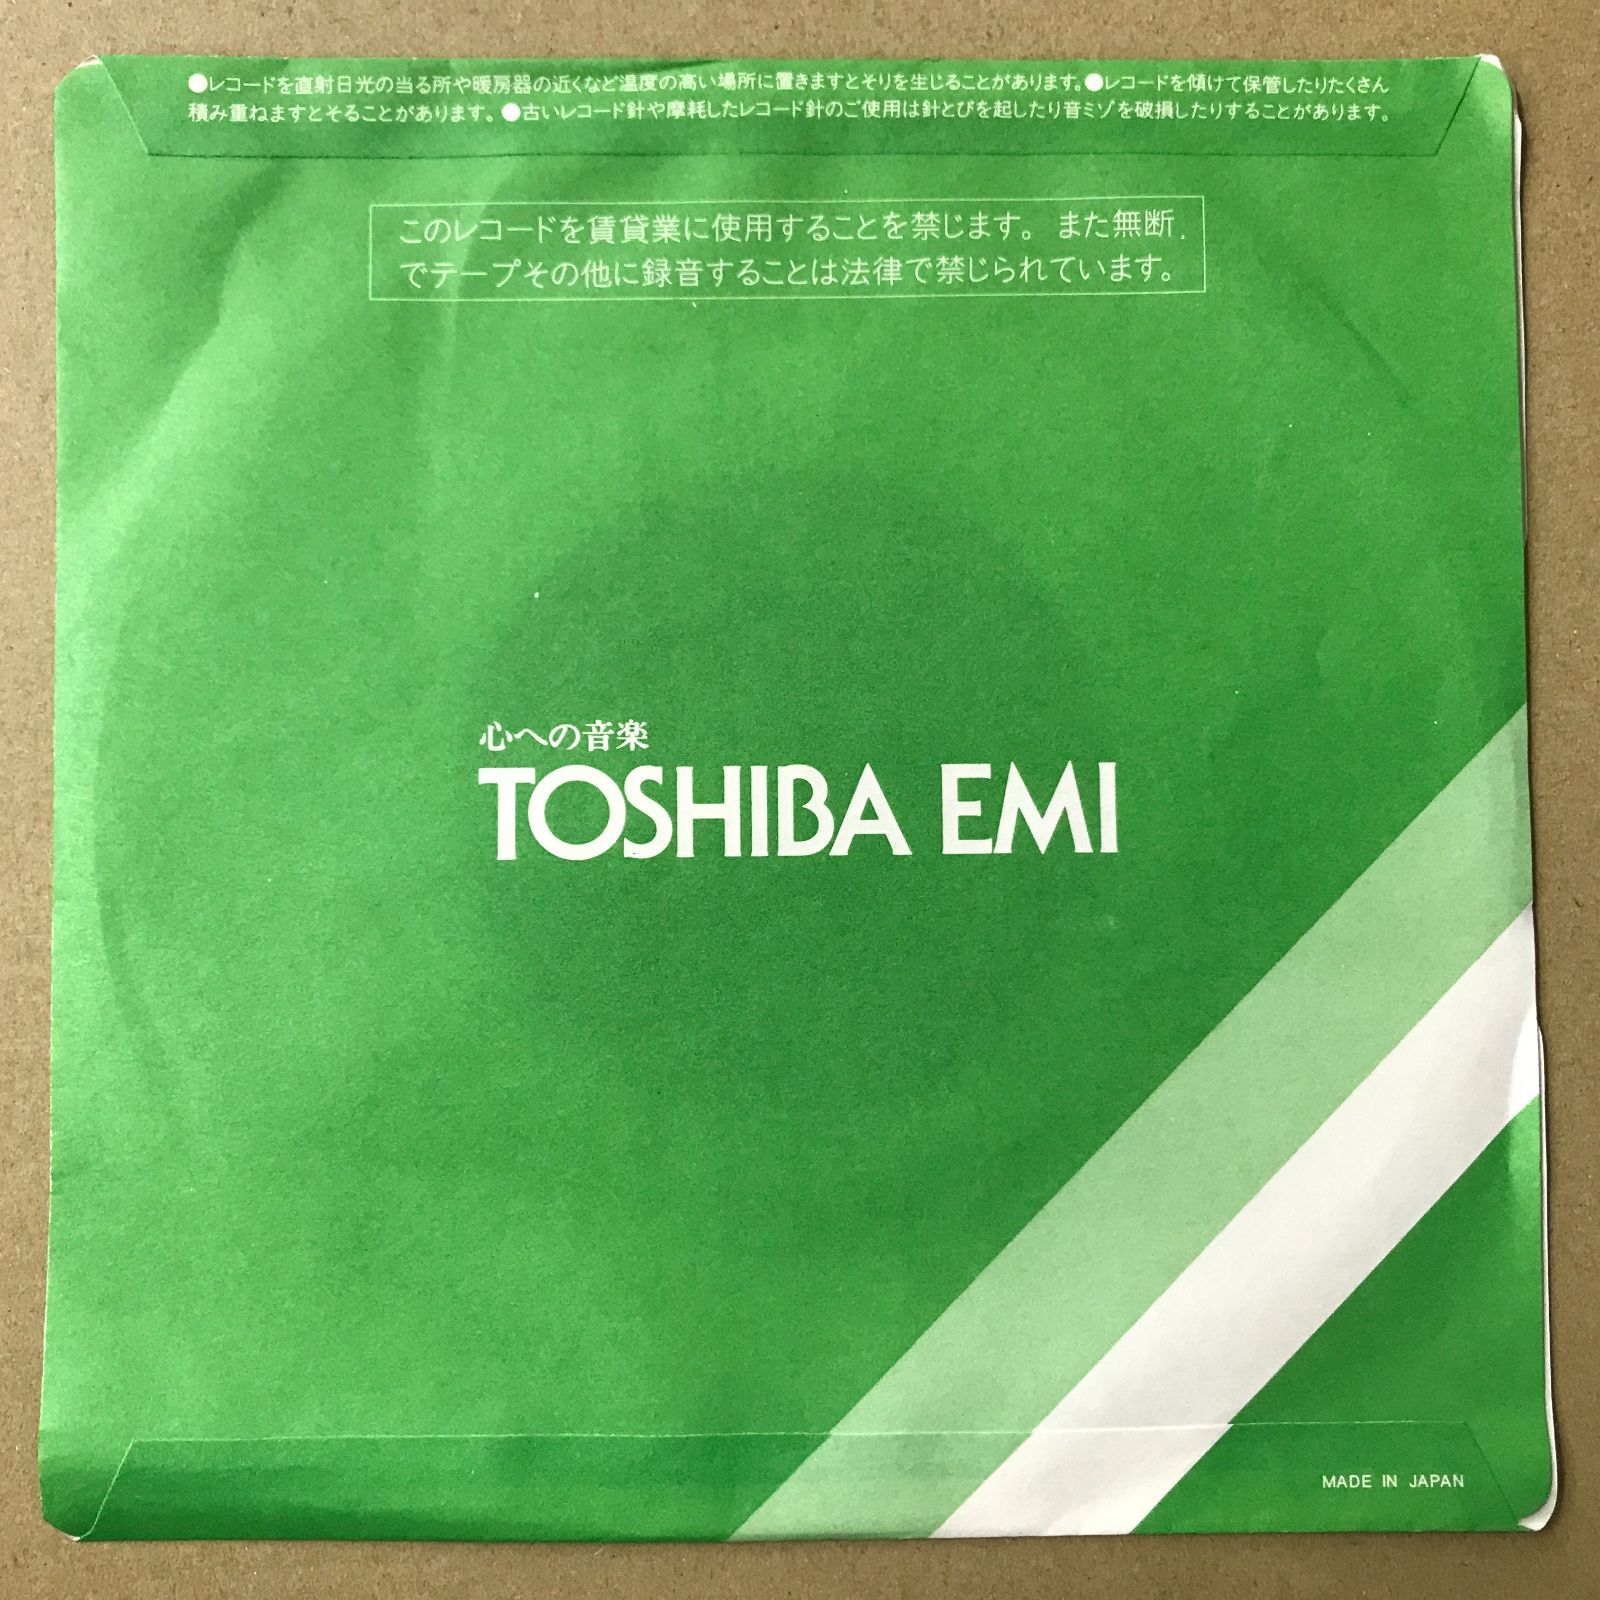 ●レコードを直射日光の当る所や暖房器の近くなど温度の高い場所に置きますとそりを生じることがあります。●レコードを傾けて保管したりたくさん
積み重ねますとそることがあります。●古いレコード針や摩耗したレコード針のご使用は針とびを起したり音ミゾを破損したりすることがあります。
このレコードを賃貸業に使用することを禁じます。また無断
でテープその他に録音することは法律で禁じられています。
心への音楽
TOSHIBA EMI
MADE IN JAPAN